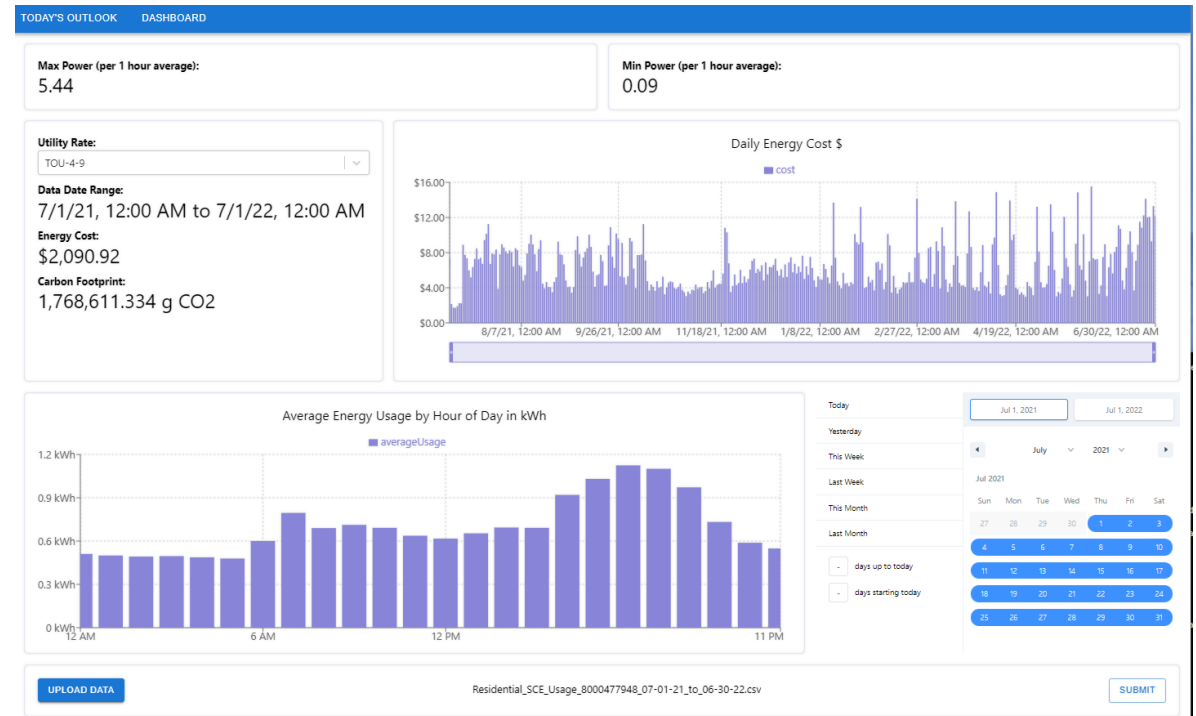 TODAY'S OUTLOOK DASHBOARD
Max Power (per 1 hour average):
5.44
Min Power (per 1 hour average):
0.09
Utility Rate:
TOU-4-9
Data Date Range:
7/1/21, 12:00 AM to 7/1/22, 12:00 AM
Energy Cost:
$2,090.92
Carbon Footprint:
1,768,611.334 g CO2
Daily Energy Cost $
cost
$16.00
$12.00
$8.00
$4.00
$0.00
8/7/21, 12:00 AM 9/26/21, 12:00 AM 11/18/21, 12:00 AM 1/8/22, 12:00 AM 2/27/22, 12:00 AM 4/19/22, 12:00 AM 6/30/22, 12:00 AM
Average Energy Usage by Hour of Day in kWh
averageUsage
1.2 kWh
0.9 kWh
0.6 kWh
0.3 kWh
0 kWh
12 AM 6 AM 12 PM 11 PM
Today
Yesterday
This Week
Last Week
This Month
Last Month
- days up to today
- days starting today
Jul 1, 2021 Jul 1, 2022
July 2021
Jul 2021
Sun Mon Tue Wed Thu Fri Sat
27 28 29 30 1 2 3
4 5 6 7 8 9 10
11 12 13 14 15 16 17
18 19 20 21 22 23 24
25 26 27 28 29 30 31
UPLOAD DATA
Residential_SCE_Usage_8000477948_07-01-21_to_06-30-22.csv
SUBMIT